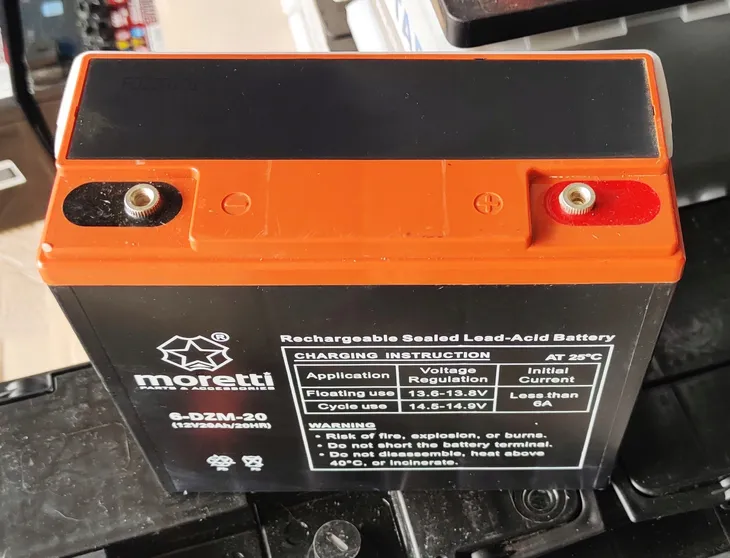 - +
®
Rechargeable Sealed Lead-Acid Battery
CHARGING INSTRUCTION AT 25°C
Application Voltage Regulation Initial Current
Floating use 13.6-13.8V Less than 6A
Cycle use 14.5-14.9V
moretti
PARTS & ACCESSORIES
6-DZM-20
(12V20Ah/20HR)
WARNING
• Risk of fire, explosion, or burns.
• Do not short the battery terminal.
• Do not disassemble, heat above
40°C, or incinerate.
Pb Pb